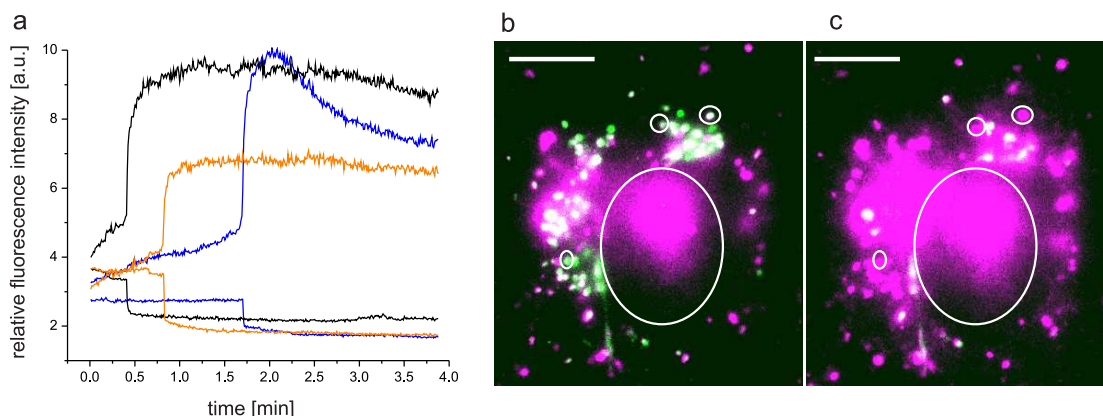 a
b
c
relative fluorescence intensity [a.u.]
10
8
6
4
2
0.0 0.5 1.0 1.5 2.0 2.5 3.0 3.5 4.0
time [min]